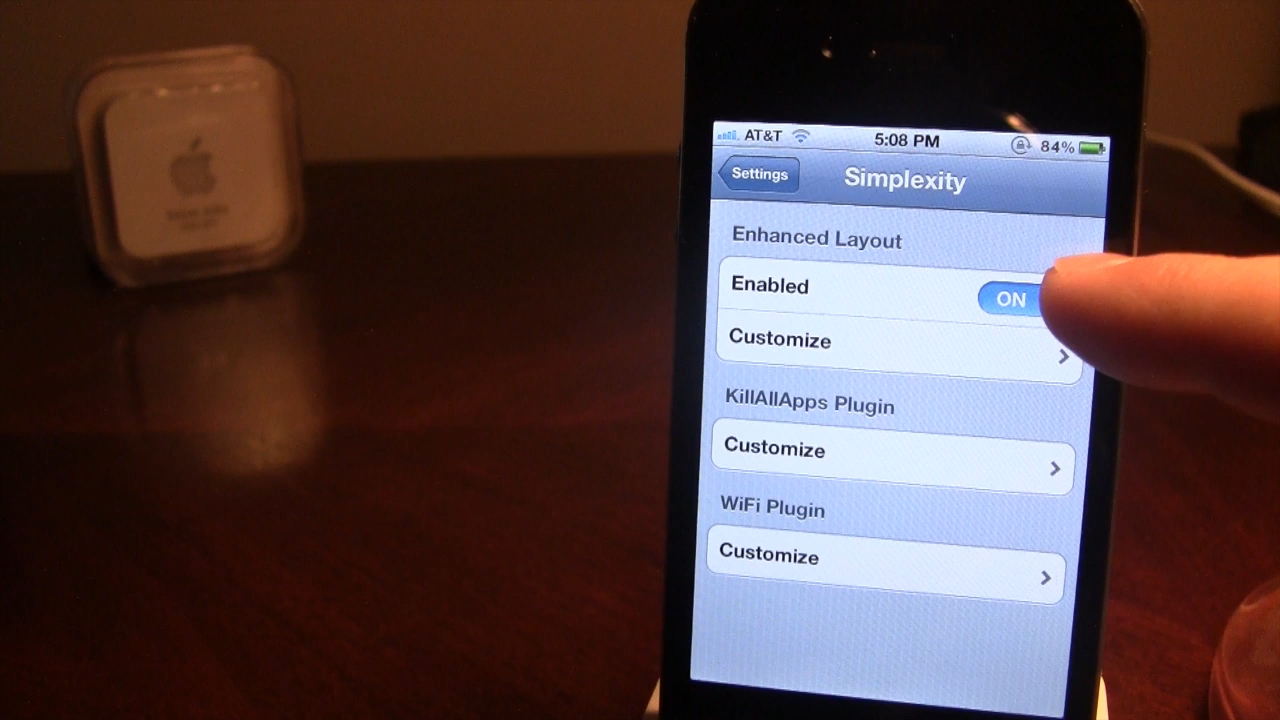 AT&T 5:08 PM 84%
Settings Simplexity
Enhanced Layout
Enabled ON
Customize
KillAllApps Plugin
Customize
WiFi Plugin
Customize